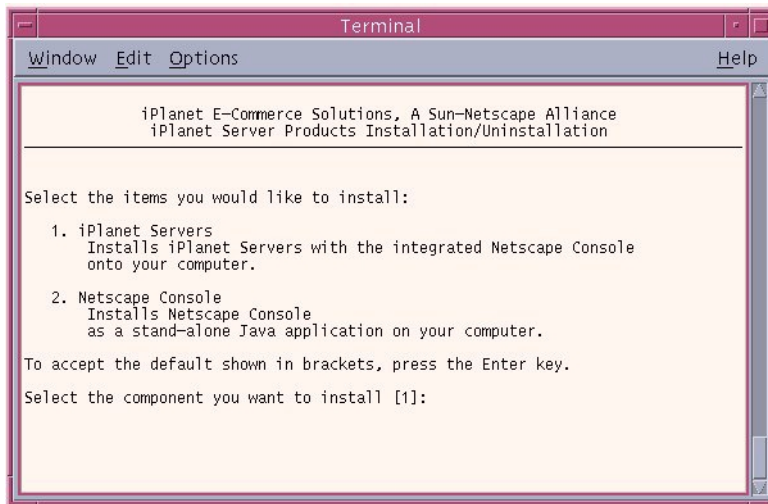 Terminal
Window Edit Options Help
iPlanet E-Commerce Solutions, A Sun-Netscape Alliance
iPlanet Server Products Installation/Uninstallation
Select the items you would like to install:
1. iPlanet Servers
Installs iPlanet Servers with the integrated Netscape Console
onto your computer.
2. Netscape Console
Installs Netscape Console
as a stand-alone Java application on your computer.
To accept the default shown in brackets, press the Enter key.
Select the component you want to install [1]: